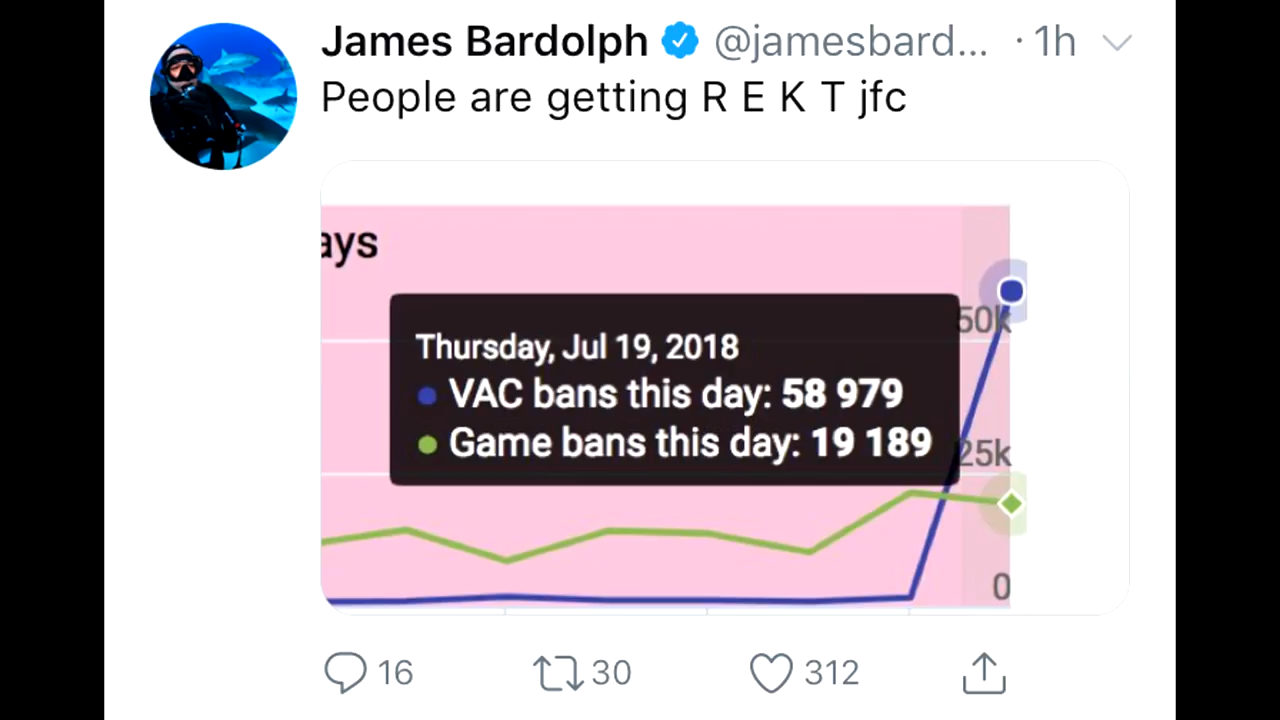 James Bardolph @jamesbard... · 1h
People are getting R E K T jfc
ays
50k
Thursday, Jul 19, 2018
VAC bans this day: 58 979
Game bans this day: 19 189
25k
0
16 30 312